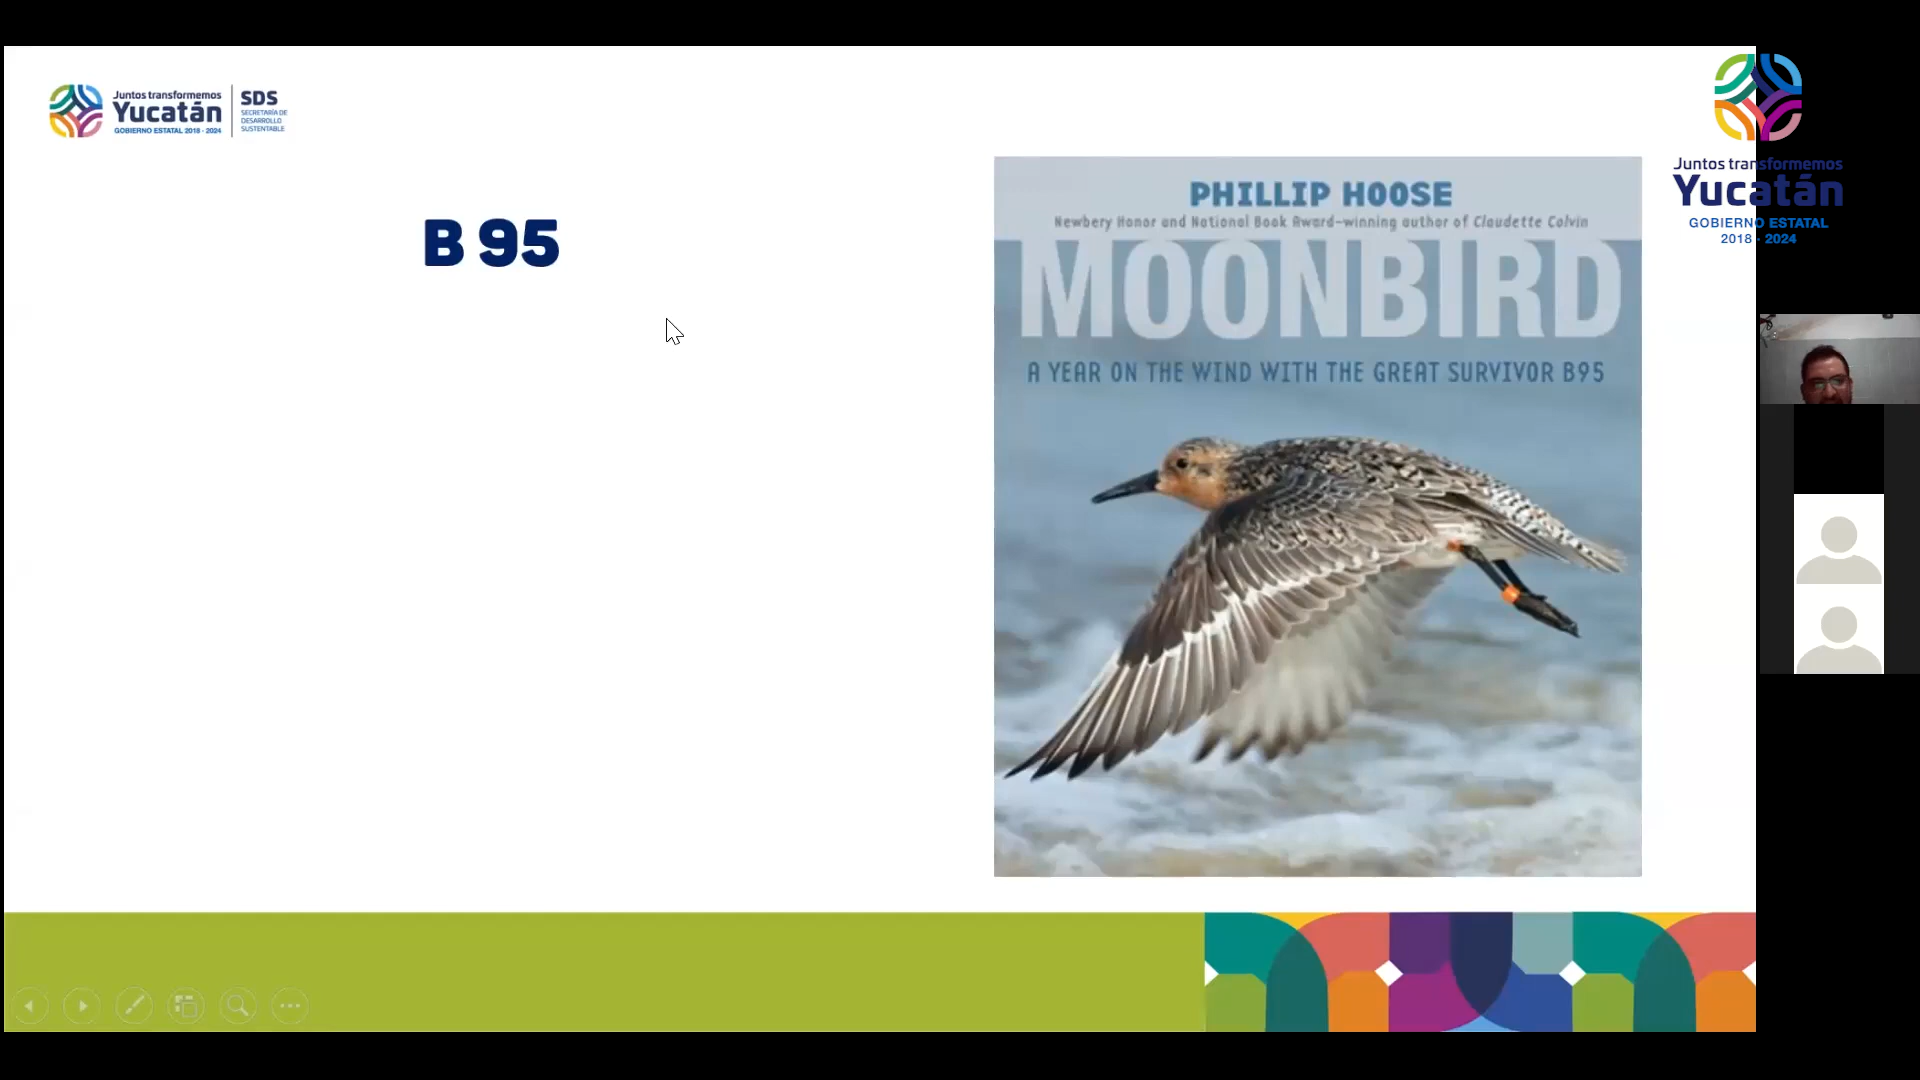 Juntos transformemos
Yucatán
GOBIERNO ESTATAL 2018 - 2024
SDS
SECRETARÍA DE
DESARROLLO
SUSTENTABLE
B 95
PHILLIP HOOSE
Newbery Honor and National Book Award–winning author of Claudette Colvin
MOONBIRD
A YEAR ON THE WIND WITH THE GREAT SURVIVOR B95
Juntos transformemos
Yucatán
GOBIERNO ESTATAL
2018 - 2024